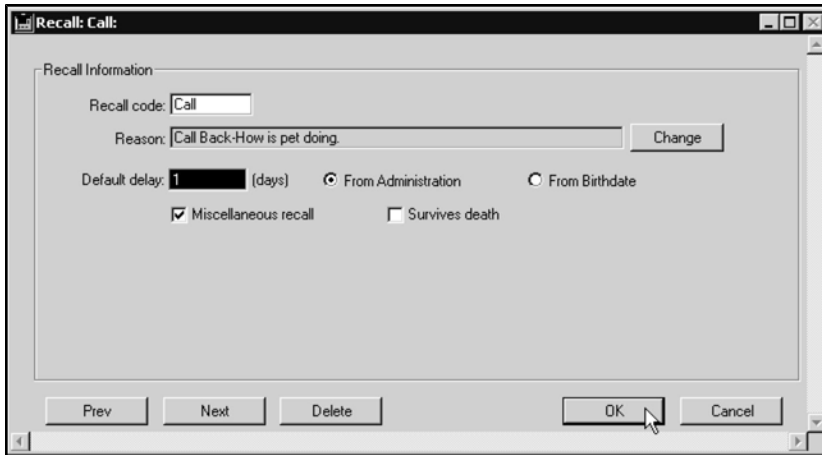 Recall: Call:
Recall Information
Recall code: Call
Reason: Call Back-How is pet doing. Change
Default delay: 1 (days) From Administration From Birthdate
Miscellaneous recall Survives death
Prev Next Delete OK Cancel